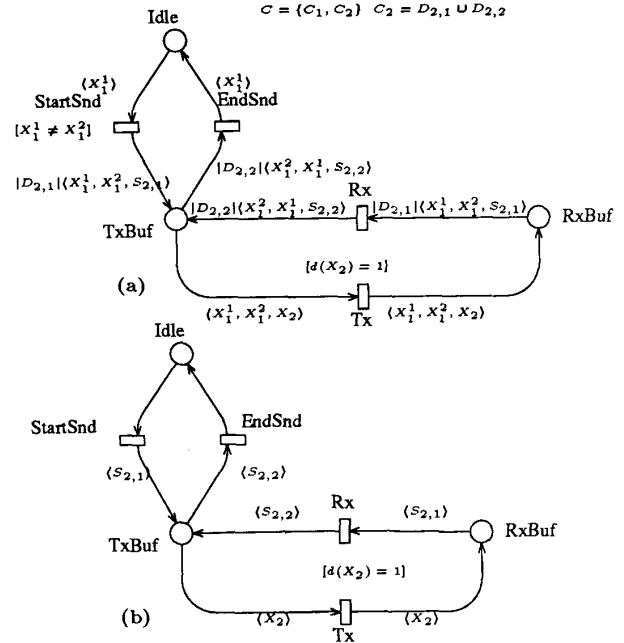 C = {C₁, C₂} C₂ = D₂,₁ ∪ D₂,₂
Idle
⟨X₁¹⟩ ⟨X₁¹⟩
StartSnd EndSnd
[X₁¹ ≠ X₁²]
|D₂,₂|⟨X₁², X₁¹, S₂,₂⟩
|D₂,₁|⟨X₁¹, X₁², S₂,₁⟩
Rx
|D₂,₂|⟨X₁², X₁¹, S₂,₂⟩ |D₂,₁|⟨X₁¹, X₁², S₂,₁⟩
TxBuf RxBuf
[d(X₂) = 1]
(a)
⟨X₁¹, X₁², X₂⟩ ⟨X₁¹, X₁², X₂⟩
Tx
Idle
StartSnd EndSnd
⟨S₂,₁⟩ ⟨S₂,₂⟩
Rx
⟨S₂,₂⟩ ⟨S₂,₁⟩
TxBuf RxBuf
[d(X₂) = 1]
(b)
⟨X₂⟩ ⟨X₂⟩
Tx